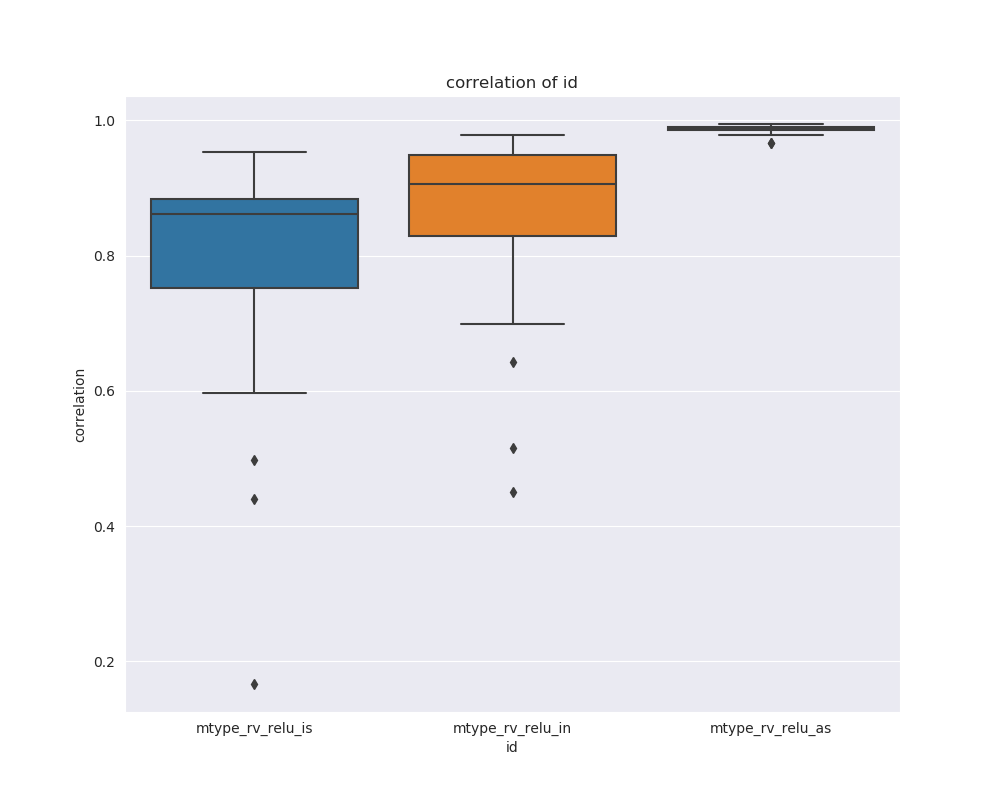 correlation of id
1.0
0.8
0.6
0.4
0.2
correlation
mtype_rv_relu_is
mtype_rv_relu_in
mtype_rv_relu_as
id